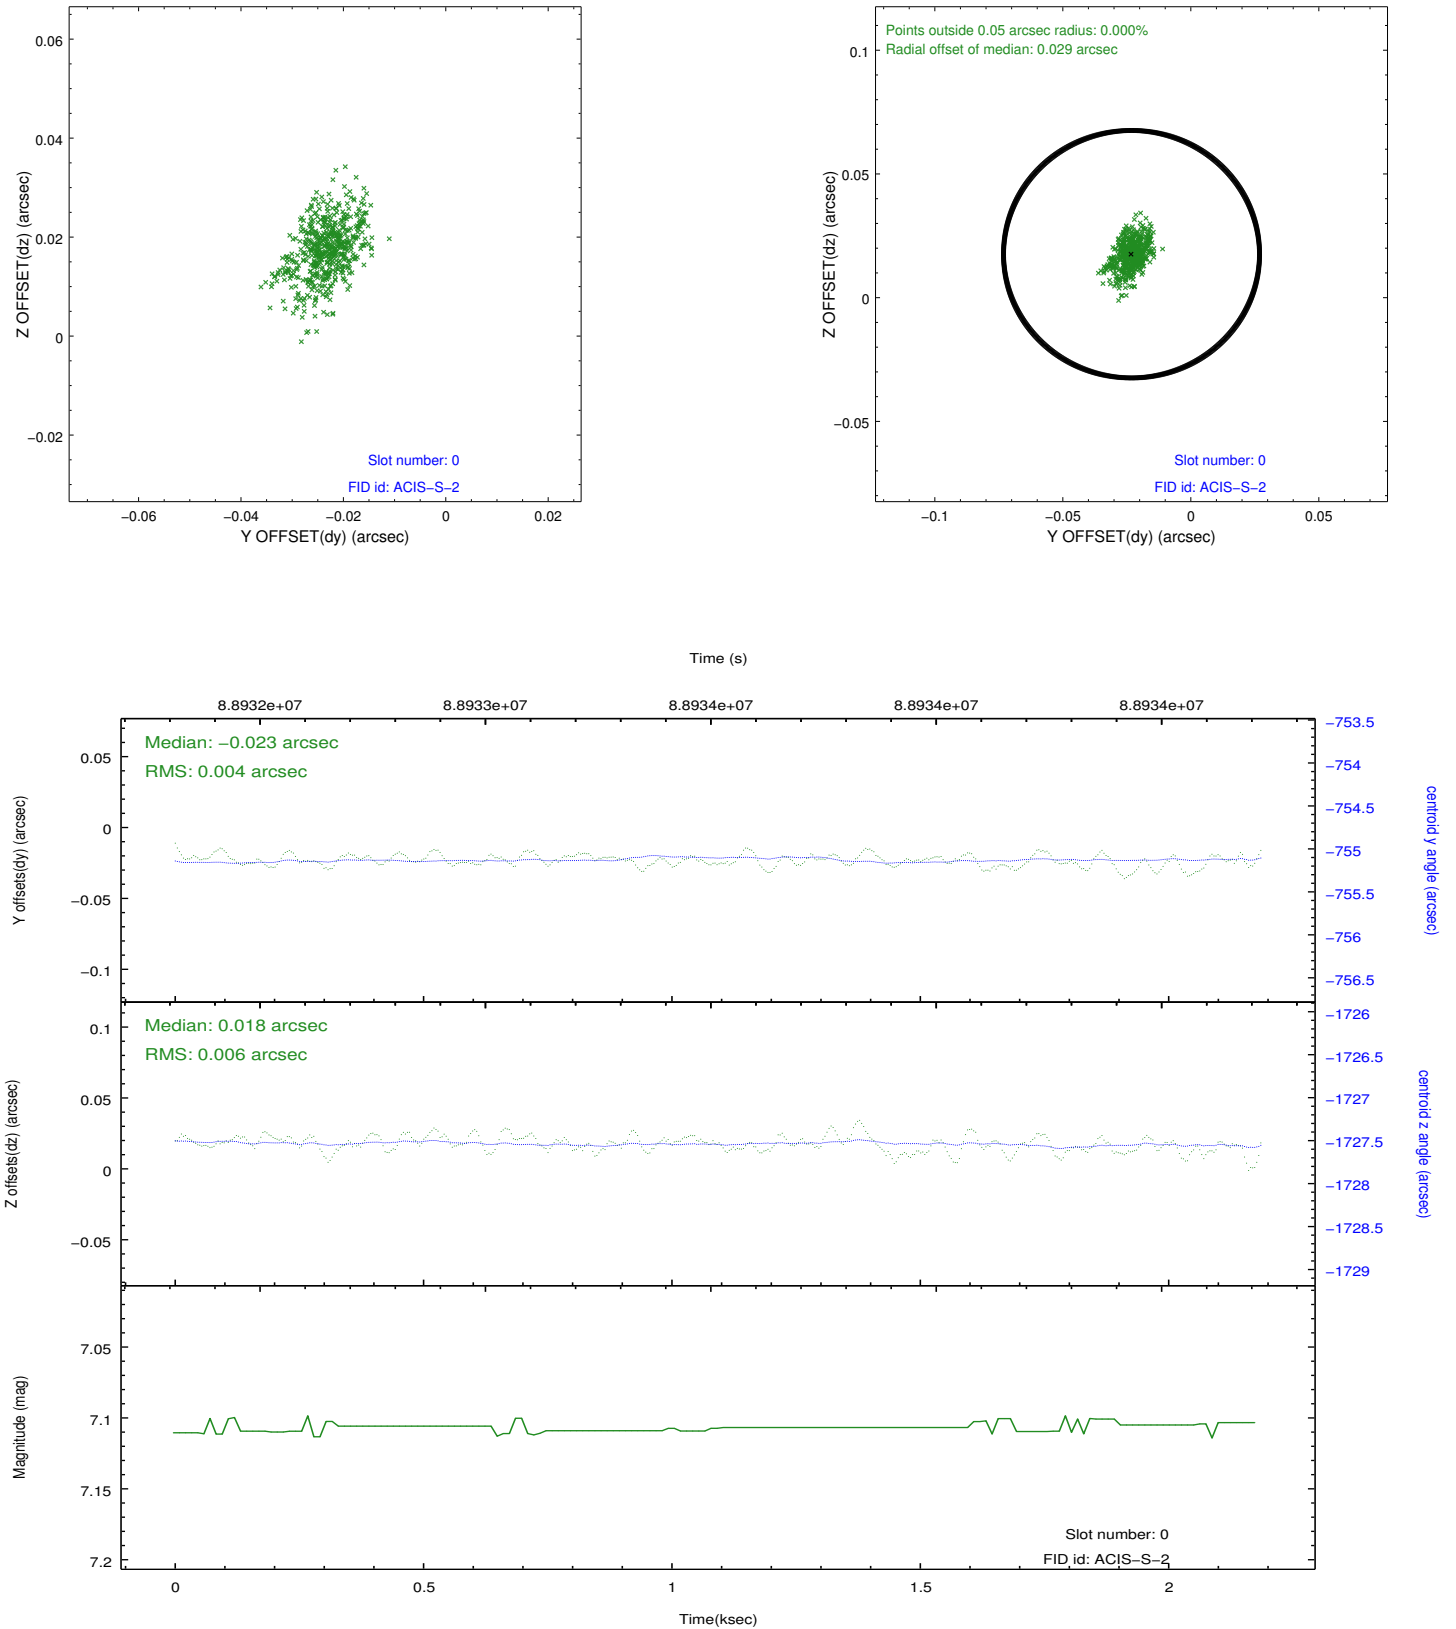 0.06
0.04
0.02
0
−0.02
Z OFFSET(dz) (arcsec)
Slot number: 0
FID id: ACIS−S−2
−0.06
−0.04
−0.02
0
0.02
Y OFFSET(dy) (arcsec)
Points outside 0.05 arcsec radius: 0.000%
Radial offset of median: 0.029 arcsec
0.1
0.05
0
−0.05
Z OFFSET(dz) (arcsec)
Slot number: 0
FID id: ACIS−S−2
−0.1
−0.05
0
0.05
Y OFFSET(dy) (arcsec)
Time (s)
8.8932e+07
8.8933e+07
8.8934e+07
8.8934e+07
8.8934e+07
Median: −0.023 arcsec
RMS: 0.004 arcsec
0.05
0
−0.05
−0.1
Y offsets(dy) (arcsec)
−753.5
−754
−754.5
−755
−755.5
−756
−756.5
centroid y angle (arcsec)
Median: 0.018 arcsec
RMS: 0.006 arcsec
0.1
0.05
0
−0.05
Z offsets(dz) (arcsec)
−1726
−1726.5
−1727
−1727.5
−1728
−1728.5
−1729
centroid z angle (arcsec)
7.05
7.1
7.15
7.2
Magnitude (mag)
Slot number: 0
FID id: ACIS−S−2
0
0.5
1
1.5
2
Time(ksec)